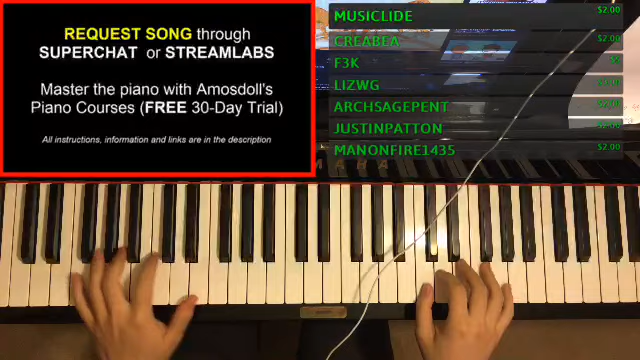 REQUEST SONG through
SUPERCHAT or STREAMLABS
Master the piano with Amosdoll's
Piano Courses (FREE 30-Day Trial)
All instructions, information and links are in the description
MUSICLIDE $2.00
CREABEA $2.00
F3K
LIZWG
ARCHSAGEPENT
JUSTINPATTON $2.00
MANONFIRE1435 $2.00